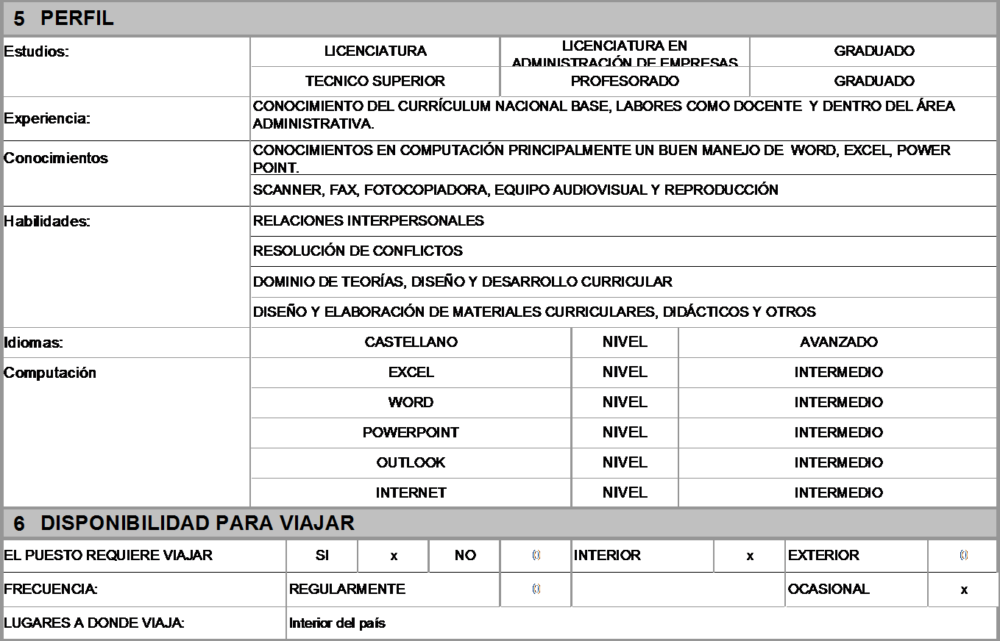 5 PERFIL
Estudios: LICENCIATURA LICENCIATURA EN GRADUADO
ADMINISTRACIÓN DE EMPRESAS
TECNICO SUPERIOR PROFESORADO GRADUADO
Experiencia: CONOCIMIENTO DEL CURRÍCULUM NACIONAL BASE, LABORES COMO DOCENTE Y DENTRO DEL ÁREA
ADMINISTRATIVA.
Conocimientos CONOCIMIENTOS EN COMPUTACIÓN PRINCIPALMENTE UN BUEN MANEJO DE WORD, EXCEL, POWER
POINT.
SCANNER, FAX, FOTOCOPIADORA, EQUIPO AUDIOVISUAL Y REPRODUCCIÓN
Habilidades: RELACIONES INTERPERSONALES
RESOLUCIÓN DE CONFLICTOS
DOMINIO DE TEORÍAS, DISEÑO Y DESARROLLO CURRICULAR
DISEÑO Y ELABORACIÓN DE MATERIALES CURRICULARES, DIDÁCTICOS Y OTROS
Idiomas: CASTELLANO NIVEL AVANZADO
Computación EXCEL NIVEL INTERMEDIO
WORD NIVEL INTERMEDIO
POWERPOINT NIVEL INTERMEDIO
OUTLOOK NIVEL INTERMEDIO
INTERNET NIVEL INTERMEDIO
6 DISPONIBILIDAD PARA VIAJAR
EL PUESTO REQUIERE VIAJAR SI x NO 0 INTERIOR x EXTERIOR 0
FRECUENCIA: REGULARMENTE 0 OCASIONAL x
LUGARES A DONDE VIAJA: Interior del país